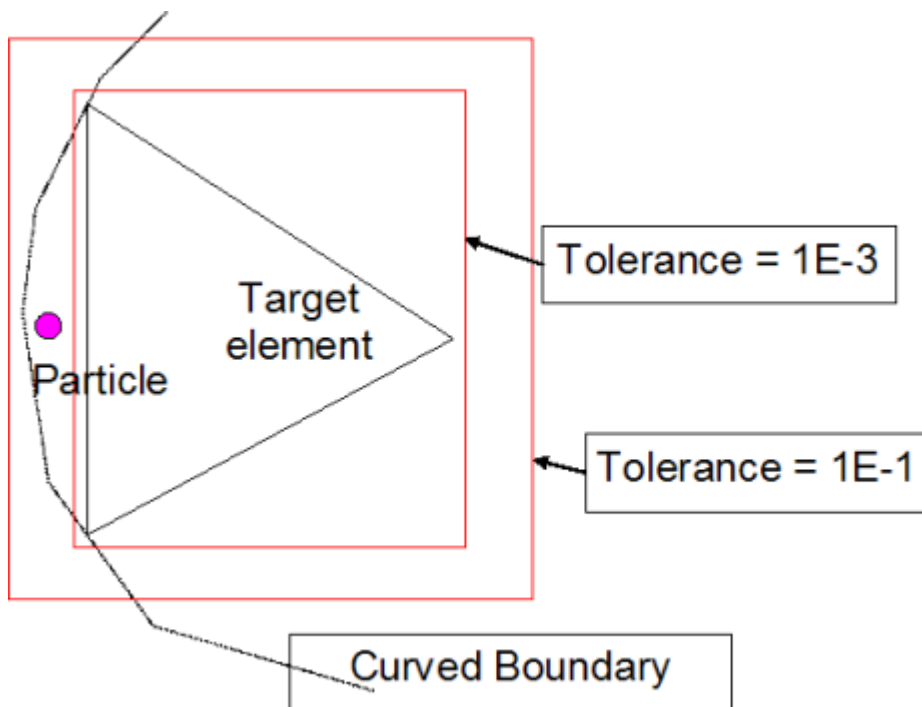 Tolerance = 1E-3
Target
element
Particle
Tolerance = 1E-1
Curved Boundary